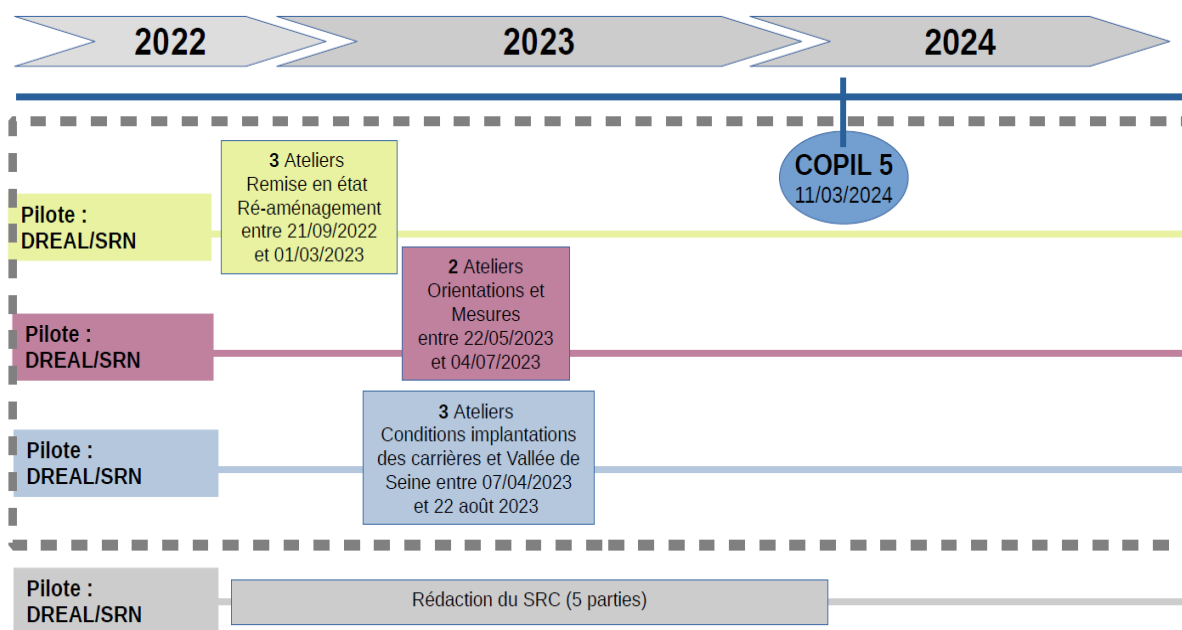 2022
2023
2024
COPIL 5
11/03/2024
3 Ateliers
Remise en état
Ré-aménagement
entre 21/09/2022
et 01/03/2023
Pilote :
DREAL/SRN
2 Ateliers
Orientations et
Mesures
entre 22/05/2023
et 04/07/2023
Pilote :
DREAL/SRN
3 Ateliers
Conditions implantations
des carrières et Vallée de
Seine entre 07/04/2023
et 22 août 2023
Pilote :
DREAL/SRN
Pilote :
DREAL/SRN
Rédaction du SRC (5 parties)